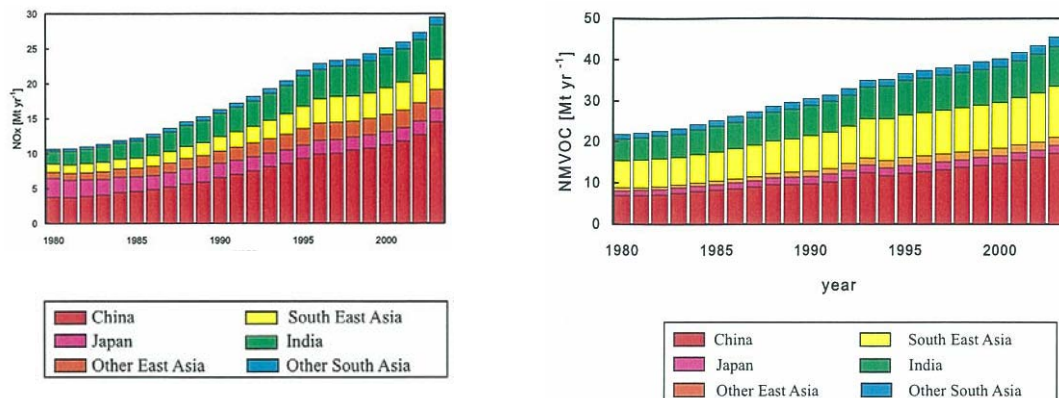 NOx [Mt yr⁻¹]
30
25
20
15
10
5
0
1980 1985 1990 1995 2000
China South East Asia
Japan India
Other East Asia Other South Asia
NMVOC [Mt yr ⁻¹]
50
40
30
20
10
0
1980 1985 1990 1995 2000
year
China South East Asia
Japan India
Other East Asia Other South Asia